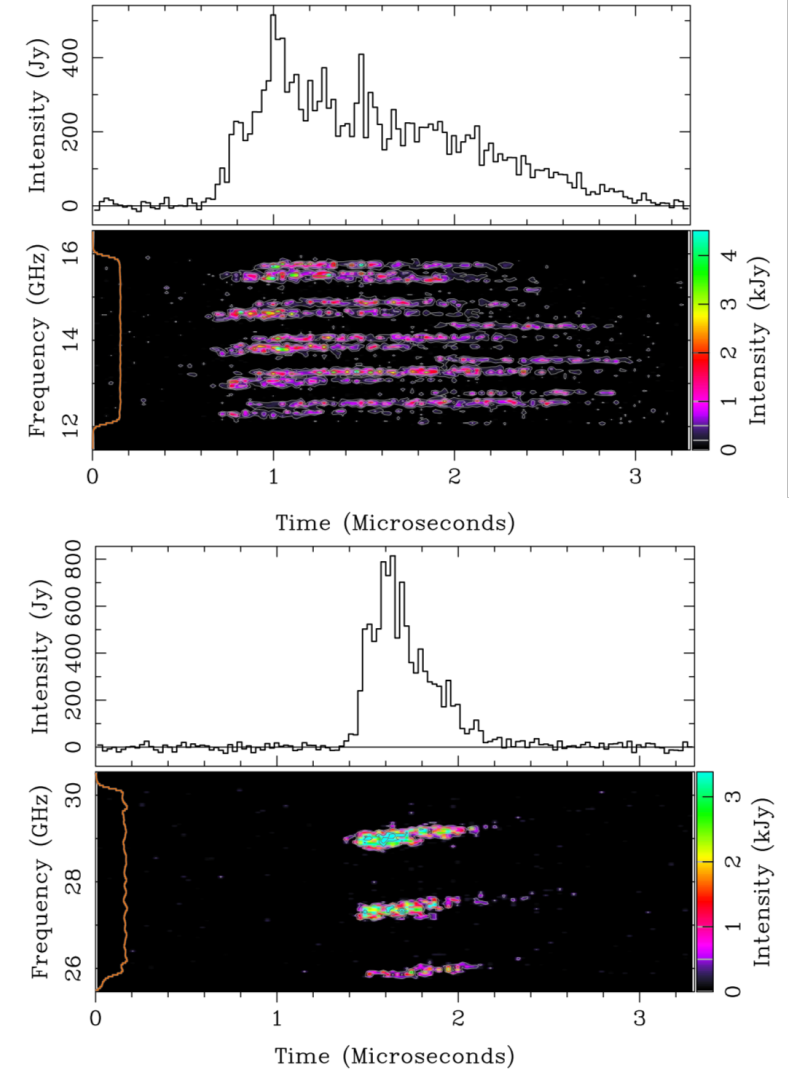 Intensity (Jy)
400
200
0
Frequency (GHz)
16
14
12
4
3
2
1
0
Intensity (kJy)
0 1 2 3
Time (Microseconds)
Intensity (Jy)
800
600
400
200
0
Frequency (GHz)
30
28
26
3
2
1
0
Intensity (kJy)
0 1 2 3
Time (Microseconds)